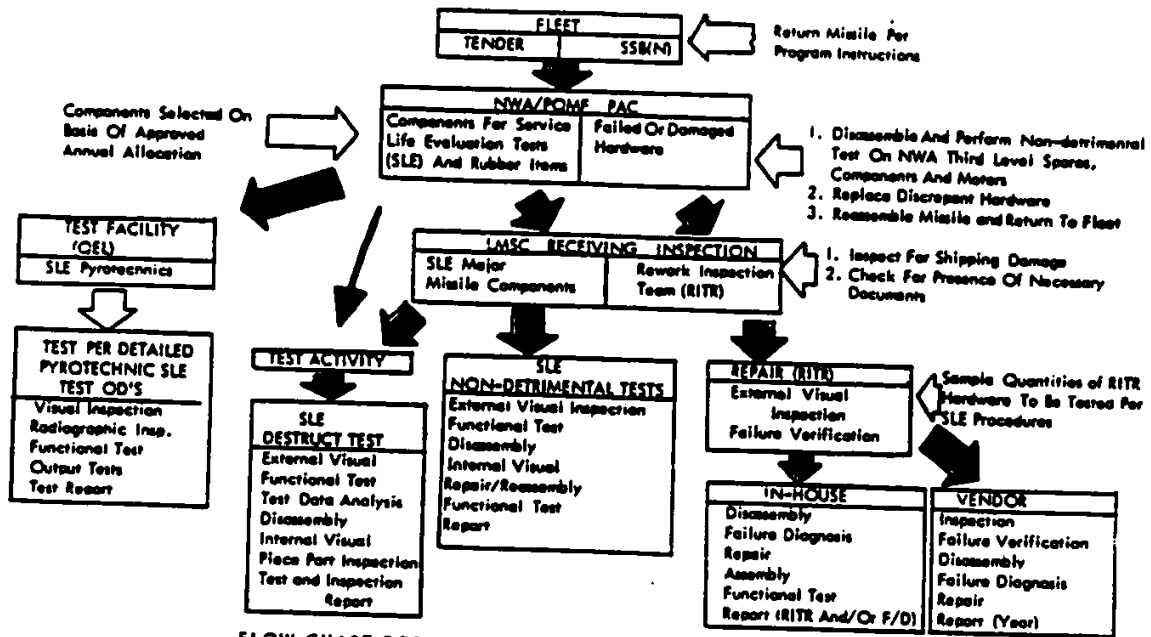 FLEET
TENDER
SSB(N)
Return Missile Per
Program Instructions
Components Selected On
Basis Of Approved
Annual Allocation
NWA/POMF PAC
Components For Service
Life Evaluation Tests
(SLE) And Rubber Items
Failed Or Damaged
Hardware
1. Disassemble And Perform Non-detrimental
Test On NWA Third Level Spares,
Components And Motors
2. Replace Discrepant Hardware
3. Reassemble Missile and Return To Fleet
TEST FACILITY
(QEL)
SLE Pyrotechnics
LMSC RECEIVING INSPECTION
SLE Major
Missile Components
Rework Inspection
Team (RITR)
1. Inspect For Shipping Damage
2. Check For Presence Of Necessary
Documents
TEST PER DETAILED
PYROTECHNIC SLE
TEST OD'S
Visual Inspection
Radiographic Insp.
Functional Test
Output Tests
Test Report
TEST ACTIVITY
SLE
DESTRUCT TEST
External Visual
Functional Test
Test Data Analysis
Disassembly
Internal Visual
Piece Part Inspection
Test and Inspection
Report
SLE
NON-DETRIMENTAL TESTS
External Visual Inspection
Functional Test
Disassembly
Internal Visual
Repair/Reassembly
Functional Test
Report
REPAIR (RITR)
External Visual
Inspection
Failure Verification
Sample Quantities of RITR
Hardware To Be Tested Per
SLE Procedures
IN-HOUSE
Disassembly
Failure Diagnosis
Repair
Assembly
Functional Test
Report (RITR And/Or F/D)
VENDOR
Inspection
Failure Verification
Disassembly
Failure Diagnosis
Repair
Report (Year)